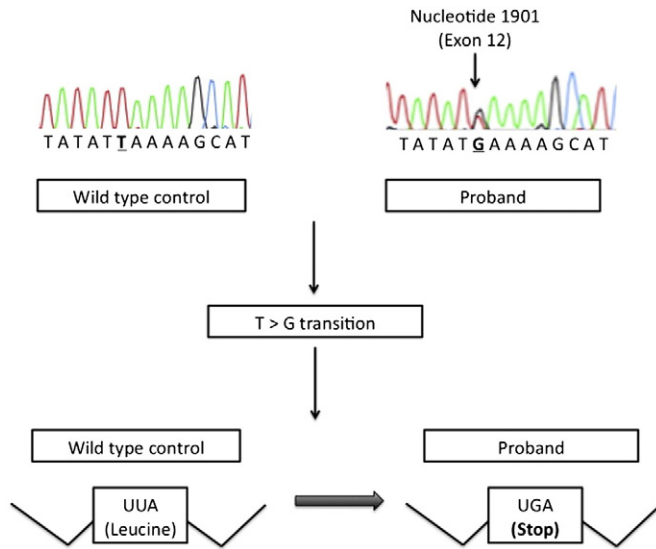 Nucleotide 1901
(Exon 12)
TATATTAAAAGCAT
TATATGAAAAGCAT
Wild type control
Proband
T > G transition
Wild type control
Proband
UUA
(Leucine)
UGA
(Stop)